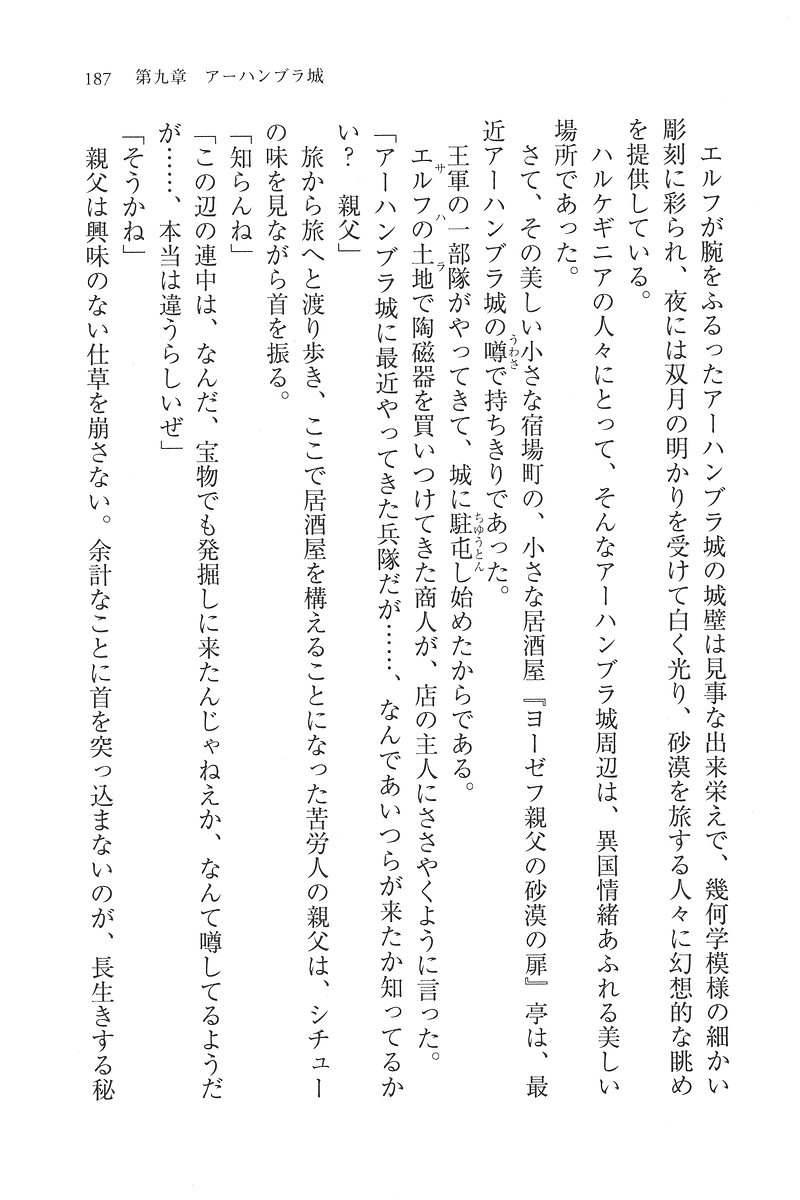 187　第九章　アーハンブラ城
　エルフが腕をふるったアーハンブラ城の城壁は見事な出来栄えで、幾何学模様の細かい
彫刻に彩られ、夜には双月の明かりを受けて白く光り、砂漠を旅する人々に幻想的な眺め
を提供している。
　ハルケギニアの人々にとって、そんなアーハンブラ城周辺は、異国情緒あふれる美しい
場所であった。
　さて、その美しい小さな宿場町の、小さな居酒屋『ヨーゼフ親父の砂漠の扉』亭は、最
近アーハンブラ城の噂で持ちきりであった。
　王軍の一部隊がやってきて、城に駐屯し始めたからである。
　エルフの土地で陶磁器を買いつけてきた商人が、店の主人にささやくように言った。
「アーハンブラ城に最近やってきた兵隊だが……、なんであいつらが来たか知ってるか
い？　親父」
　旅から旅へと渡り歩き、ここで居酒屋を構えることになった苦労人の親父は、シチュー
の味を見ながら首を振る。
「知らんね」
「この辺の連中は、なんだ、宝物でも発掘しに来たんじゃねえか、なんて噂してるようだ
が……、本当は違うらしいぜ」
「そうかね」
　親父は興味のない仕草を崩さない。余計なことに首を突っ込まないのが、長生きする秘